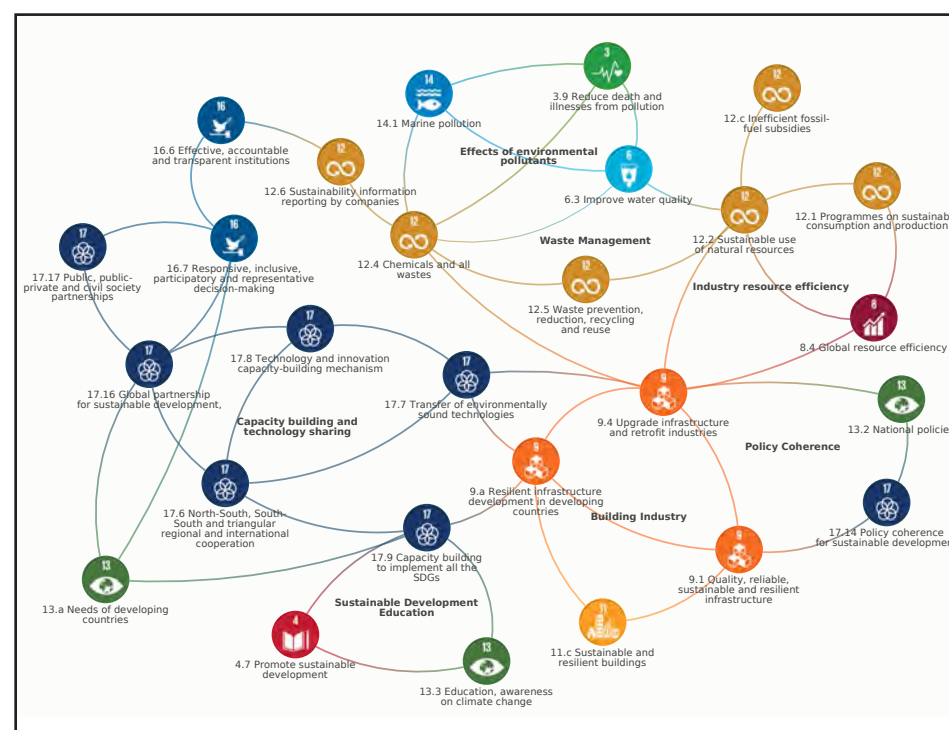 3
3.9 Reduce death and
illnesses from pollution
14
14.1 Marine pollution
12
12.c Inefficient fossil-
fuel subsidies
16
16.6 Effective, accountable
and transparent institutions
12
12.6 Sustainability information
reporting by companies
Effects of environmental
pollutants
6
6.3 Improve water quality
12
12.1 Programmes on sustainab
consumption and production
12
12.2 Sustainable use
of natural resources
12
12.4 Chemicals and all
wastes
Waste Management
16
16.7 Responsive, inclusive,
participatory and representative
decision-making
17
17.17 Public, public-
private and civil society
partnerships
12
12.5 Waste prevention,
reduction, recycling
and reuse
Industry resource efficiency
8
8.4 Global resource efficiency
17
17.8 Technology and innovation
capacity-building mechanism
17
17.16 Global partnership
for sustainable development,
17
17.7 Transfer of environmentally
sound technologies
9
9.4 Upgrade infrastructure
and retrofit industries
13
13.2 National policie
Capacity building and
technology sharing
Policy Coherence
9
9.a Resilient infrastructure
development in developing
countries
17
17.6 North-South, South-
South and triangular
regional and international
cooperation
Building Industry
17
17.14 Policy coherence
for sustainable developmen
17
17.9 Capacity building
to implement all the
SDGs
9
9.1 Quality, reliable,
sustainable and resilient
infrastructure
13
13.a Needs of developing
countries
Sustainable Development
Education
11
11.c Sustainable and
resilient buildings
4
4.7 Promote sustainable
development
13
13.3 Education, awareness
on climate change